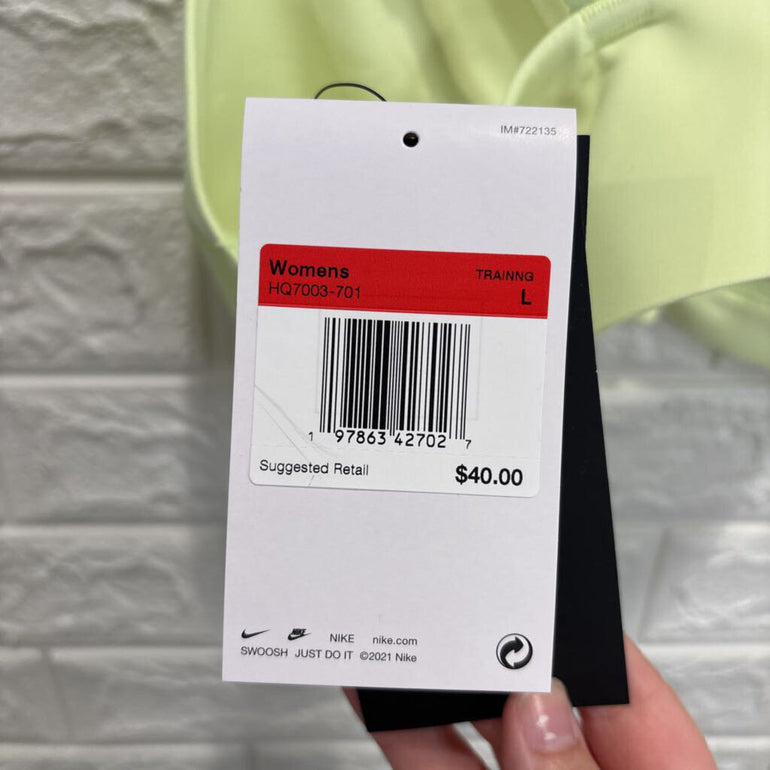 IM#722135
Womens TRAINNG
HQ7003-701 L
1 97863 42702 7
Suggested Retail $40.00
NIKE NIKE nike.com
SWOOSH JUST DO IT ©2021 Nike